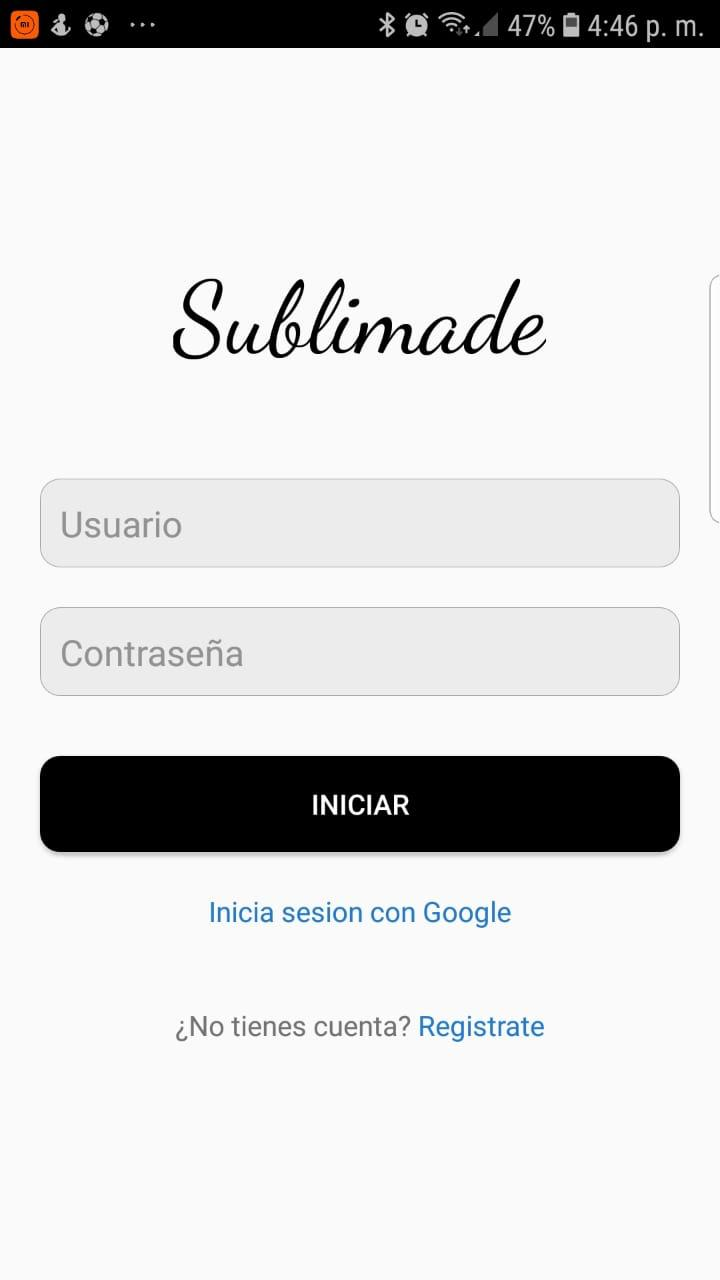 47% 4:46 p. m.
Sublimade
Usuario
Contraseña
INICIAR
Inicia sesion con Google
¿No tienes cuenta? Registrate